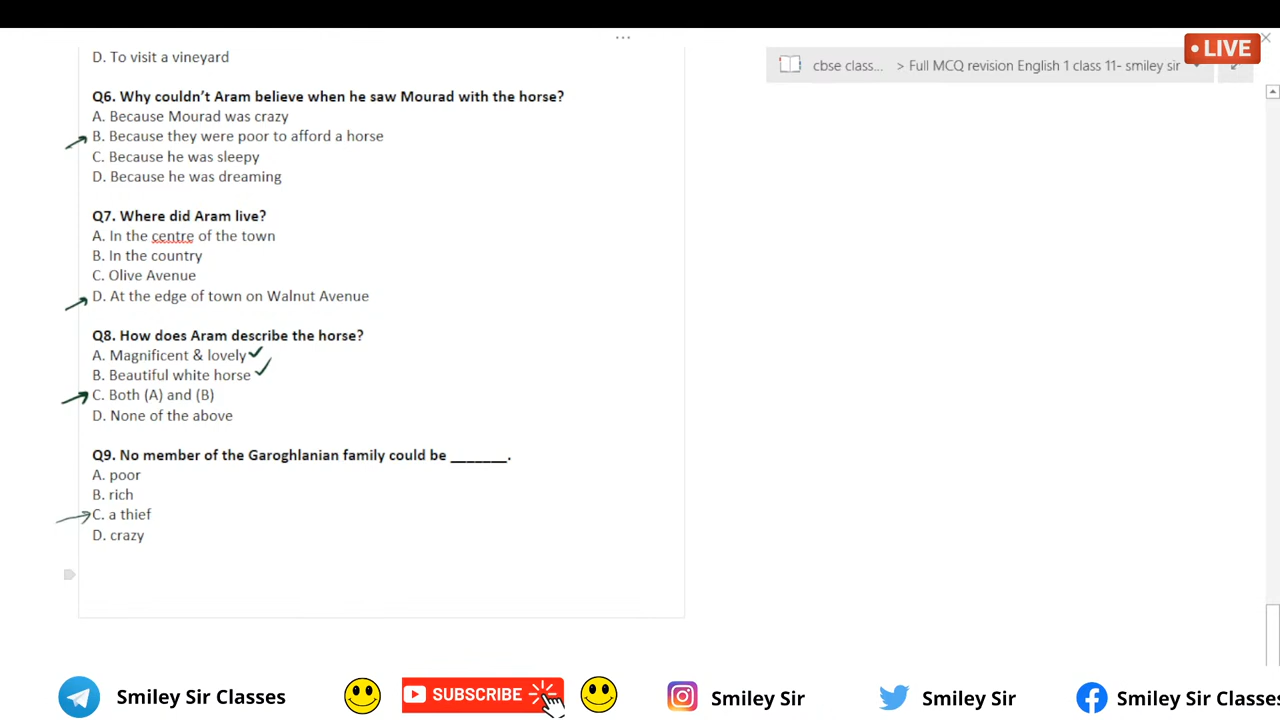 • LIVE
cbse class... > Full MCQ revision English 1 class 11- smiley sir
D. To visit a vineyard
Q6. Why couldn't Aram believe when he saw Mourad with the horse?
A. Because Mourad was crazy
B. Because they were poor to afford a horse
C. Because he was sleepy
D. Because he was dreaming
Q7. Where did Aram live?
A. In the centre of the town
B. In the country
C. Olive Avenue
D. At the edge of town on Walnut Avenue
Q8. How does Aram describe the horse?
A. Magnificent & lovely
B. Beautiful white horse
C. Both (A) and (B)
D. None of the above
Q9. No member of the Garoghlanian family could be _______.
A. poor
B. rich
C. a thief
D. crazy
Smiley Sir Classes SUBSCRIBE Smiley Sir Smiley Sir Smiley Sir Classes